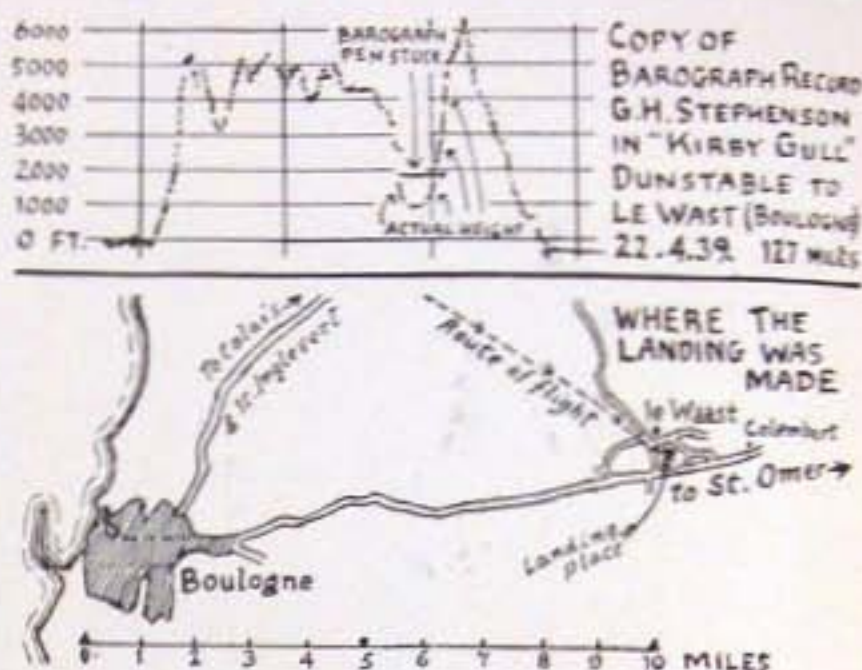 6000
5000
4000
3000
2000
1000
0 FT.
BAROGRAPH
PEN STUCK
ACTUAL HEIGHT
COPY OF
BAROGRAPH RECORD
G.H. STEPHENSON
IN "KIRBY GULL"
DUNSTABLE TO
LE WAST (BOULOGNE)
22.4.39. 127 MILES
To Calais
& St. Inglevert
Route of flight
WHERE THE
LANDING WAS
MADE
le Waast
Colembert
to St. Omer
Landing
place
Boulogne
0 1 2 3 4 5 6 7 8 9 10 MILES